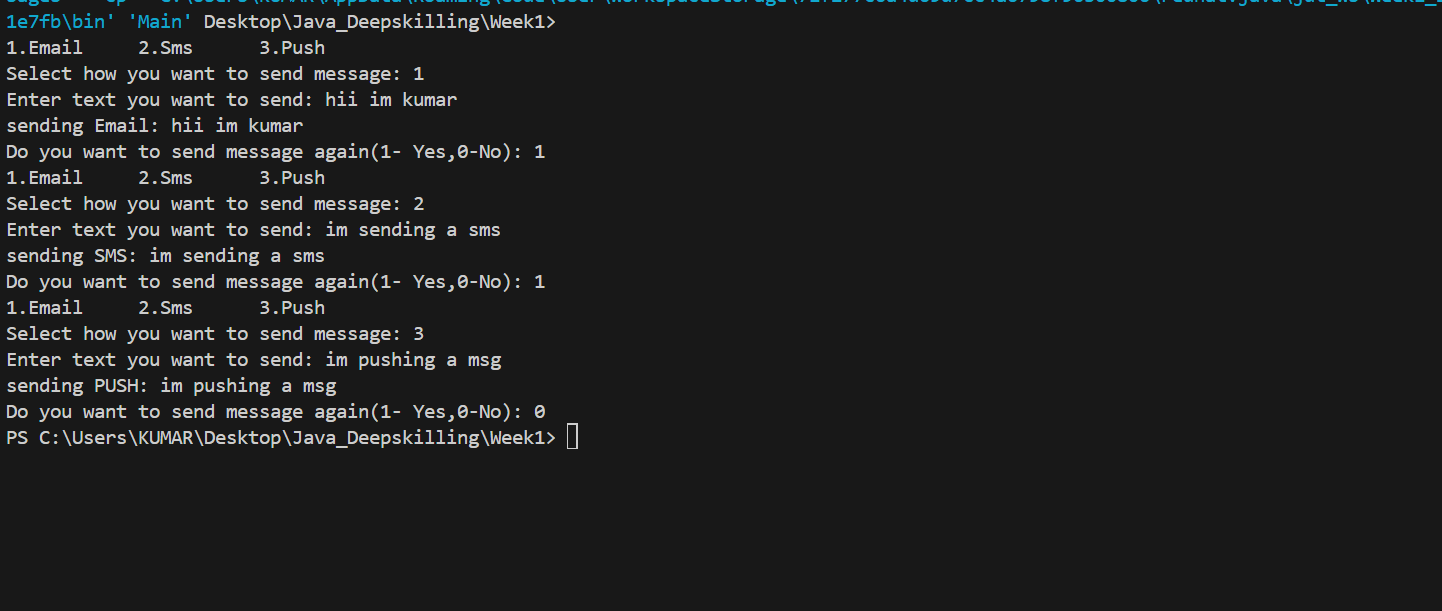 1e7fb\bin' 'Main' Desktop\Java_Deepskilling\Week1>
1.Email     2.Sms      3.Push
Select how you want to send message: 1
Enter text you want to send: hii im kumar
sending Email: hii im kumar
Do you want to send message again(1- Yes,0-No): 1
1.Email     2.Sms      3.Push
Select how you want to send message: 2
Enter text you want to send: im sending a sms
sending SMS: im sending a sms
Do you want to send message again(1- Yes,0-No): 1
1.Email     2.Sms      3.Push
Select how you want to send message: 3
Enter text you want to send: im pushing a msg
sending PUSH: im pushing a msg
Do you want to send message again(1- Yes,0-No): 0
PS C:\Users\KUMAR\Desktop\Java_Deepskilling\Week1>